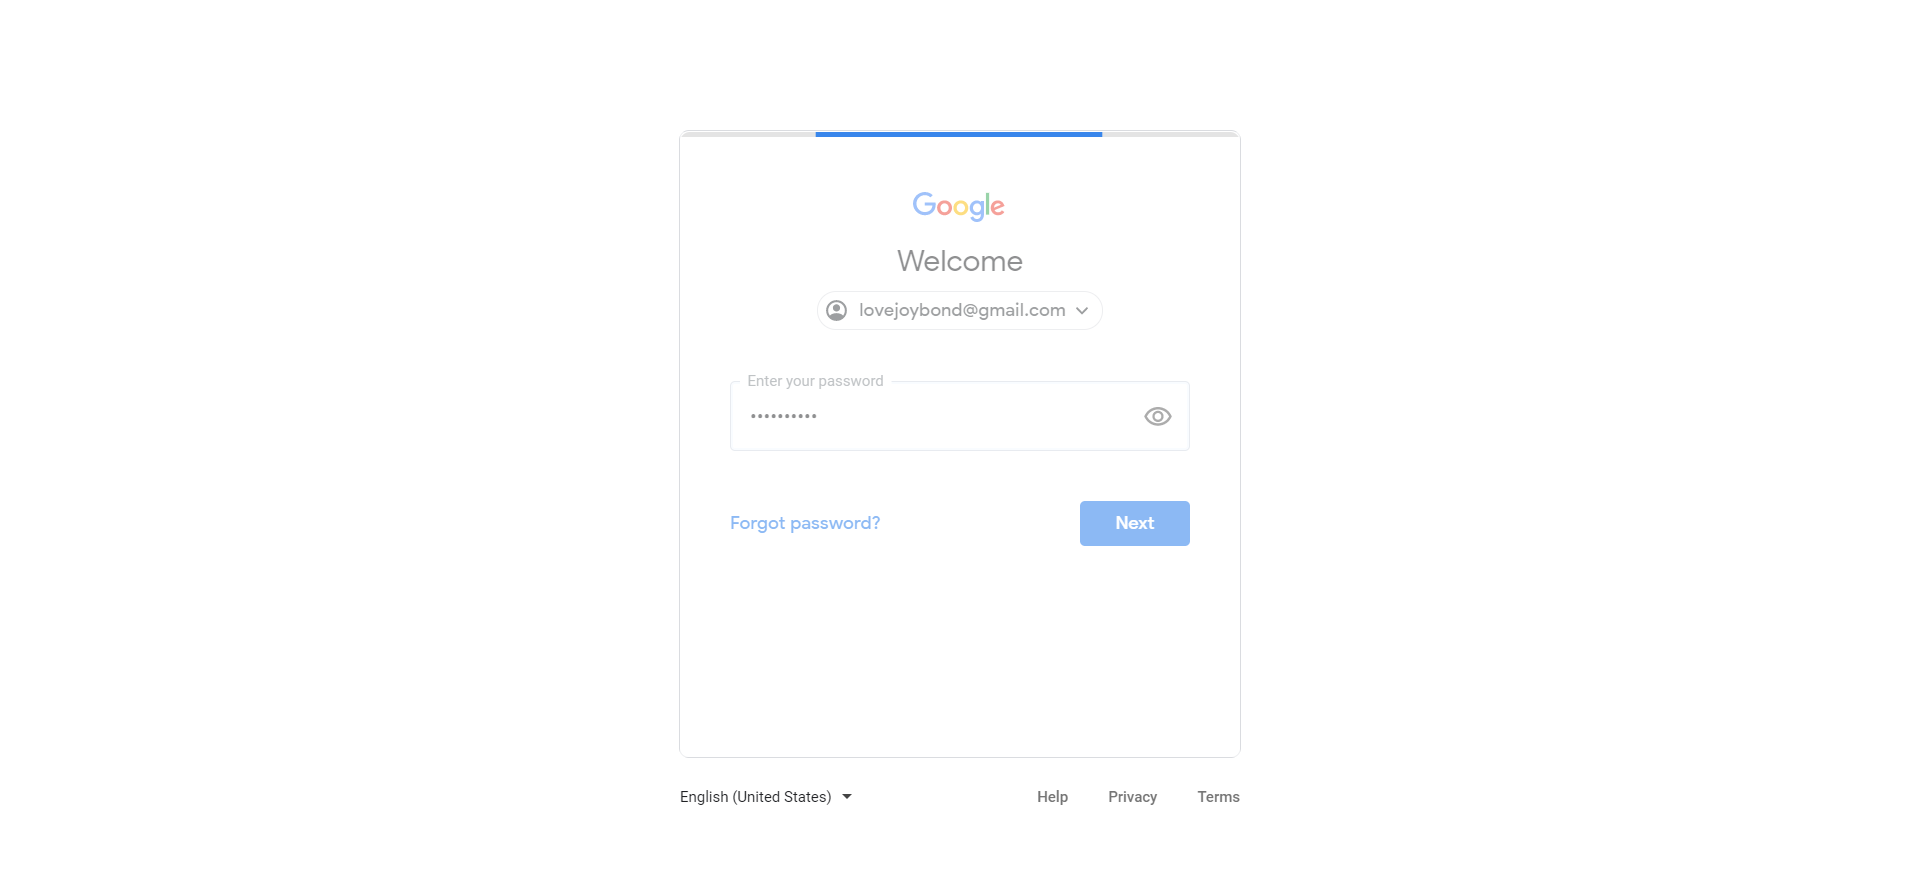 Google
Welcome
lovejoybond@gmail.com
Enter your password
••••••••••
Forgot password?
Next
English (United States)
Help Privacy Terms